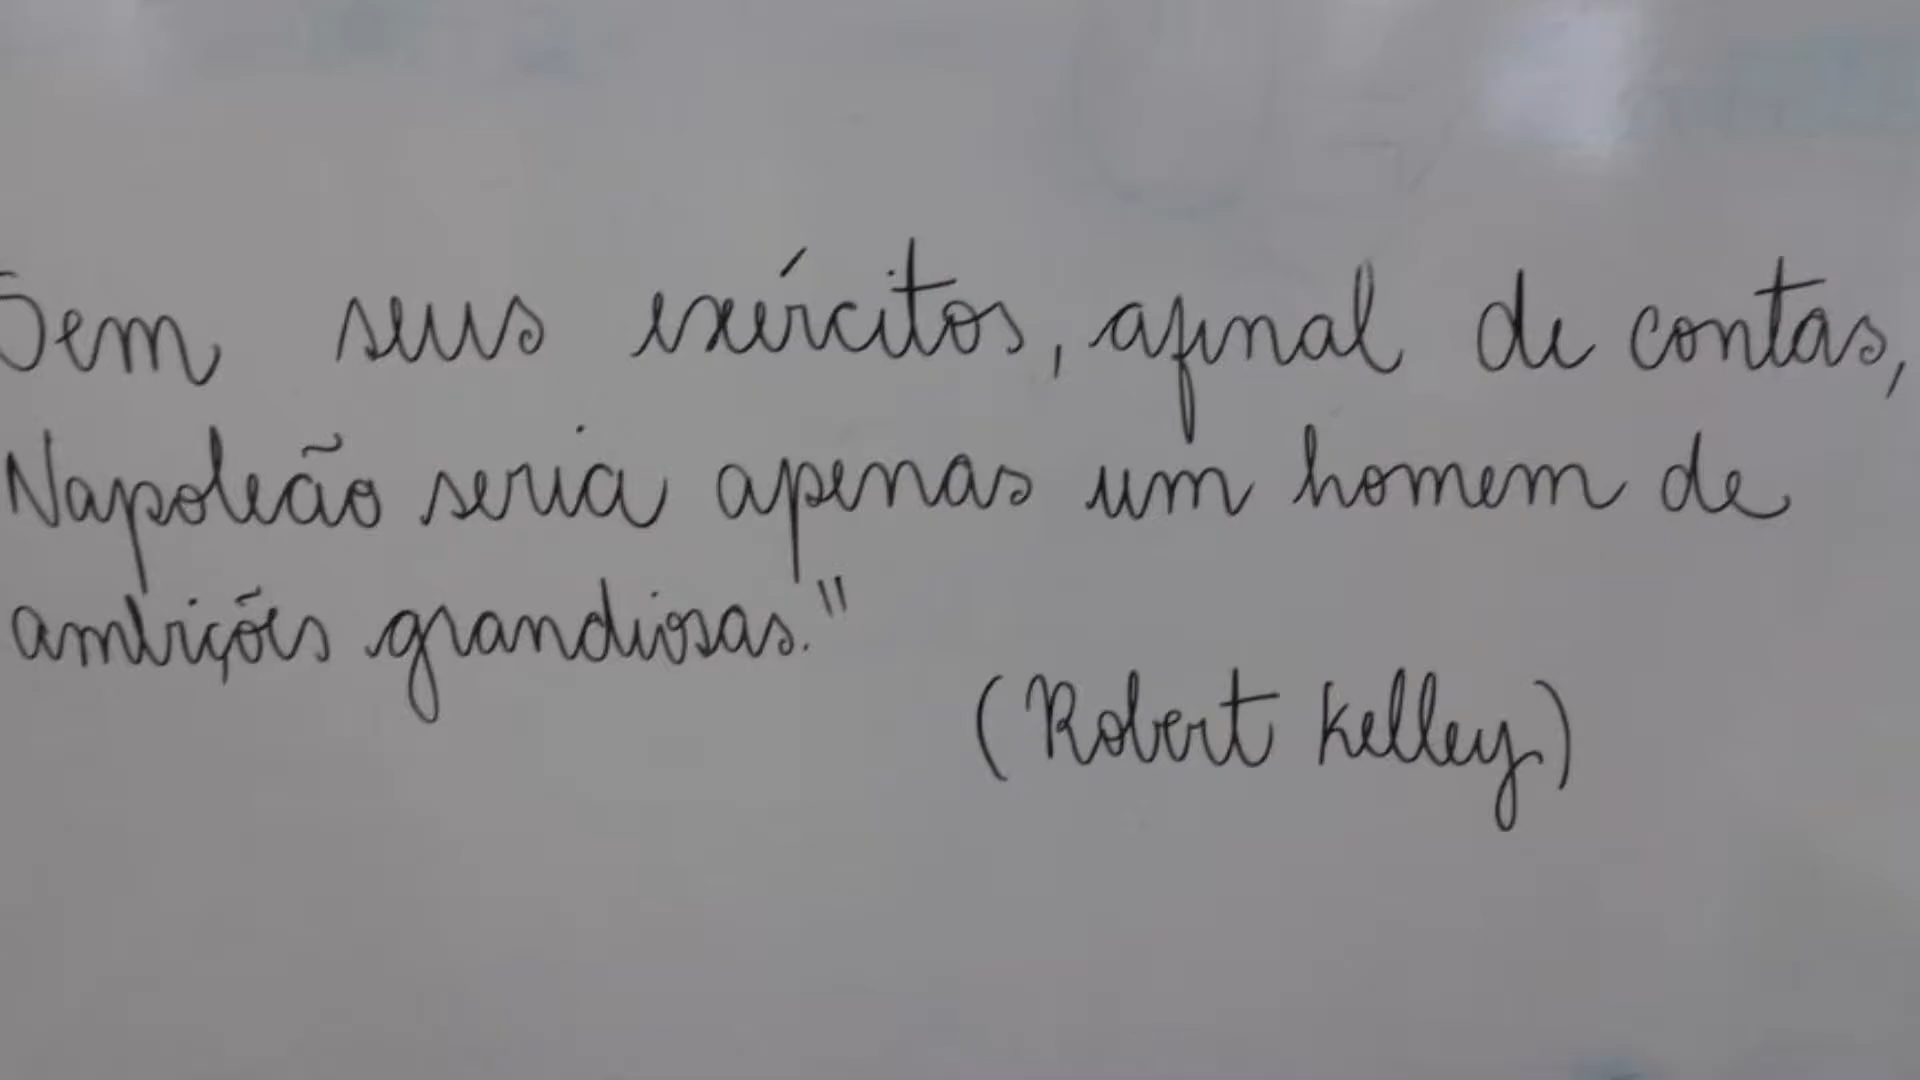 Sem seus exércitos, afinal de contas,
Napoleão seria apenas um homem de
ambições grandiosas."
(Robert Kelley)